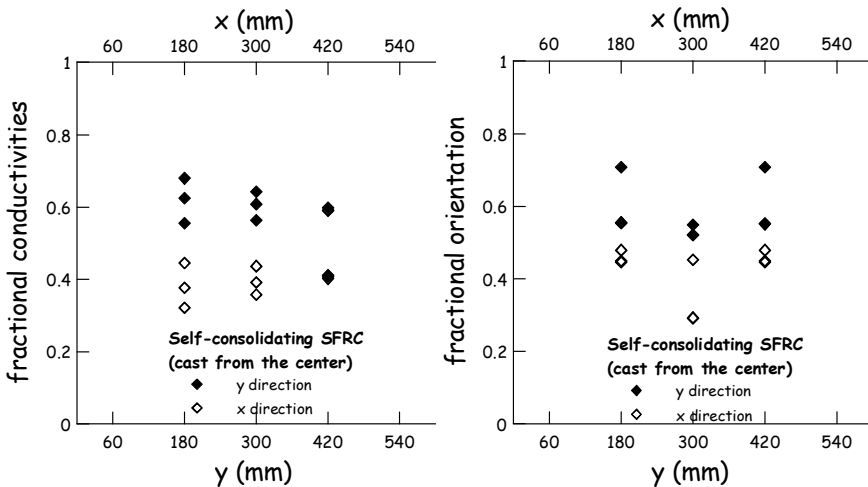 x (mm)
60 180 300 420 540
fractional conductivities
1
0.8
0.6
0.4
0.2
0
Self-consolidating SFRC
(cast from the center)
y direction
x direction
60 180 300 420 540
y (mm)
x (mm)
60 180 300 420 540
fractional orientation
1
0.8
0.6
0.4
0.2
0
Self-consolidating SFRC
(cast from the center)
y direction
x direction
60 180 300 420 540
y (mm)